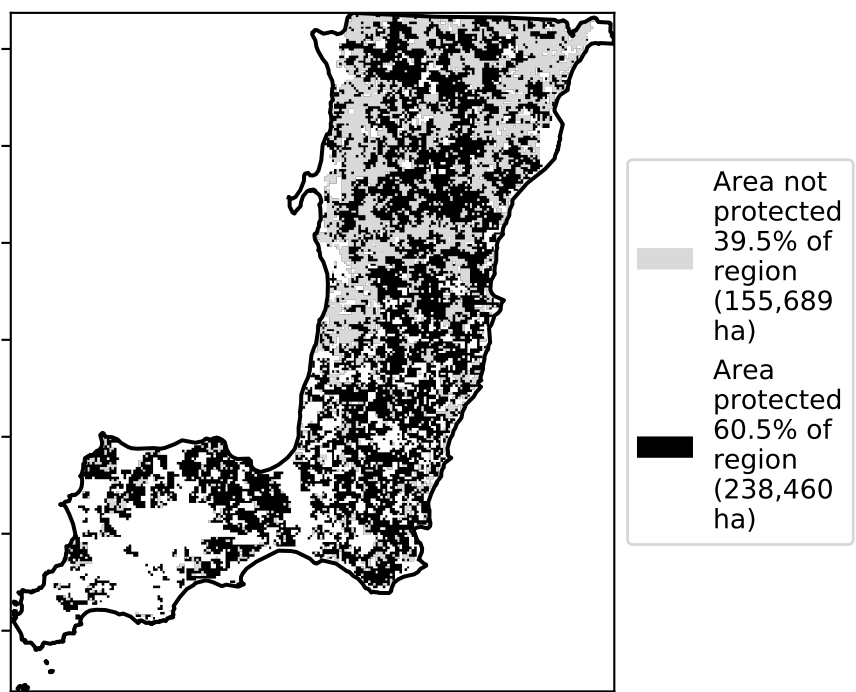 Area not
protected
39.5% of
region
(155,689
ha)
Area
protected
60.5% of
region
(238,460
ha)